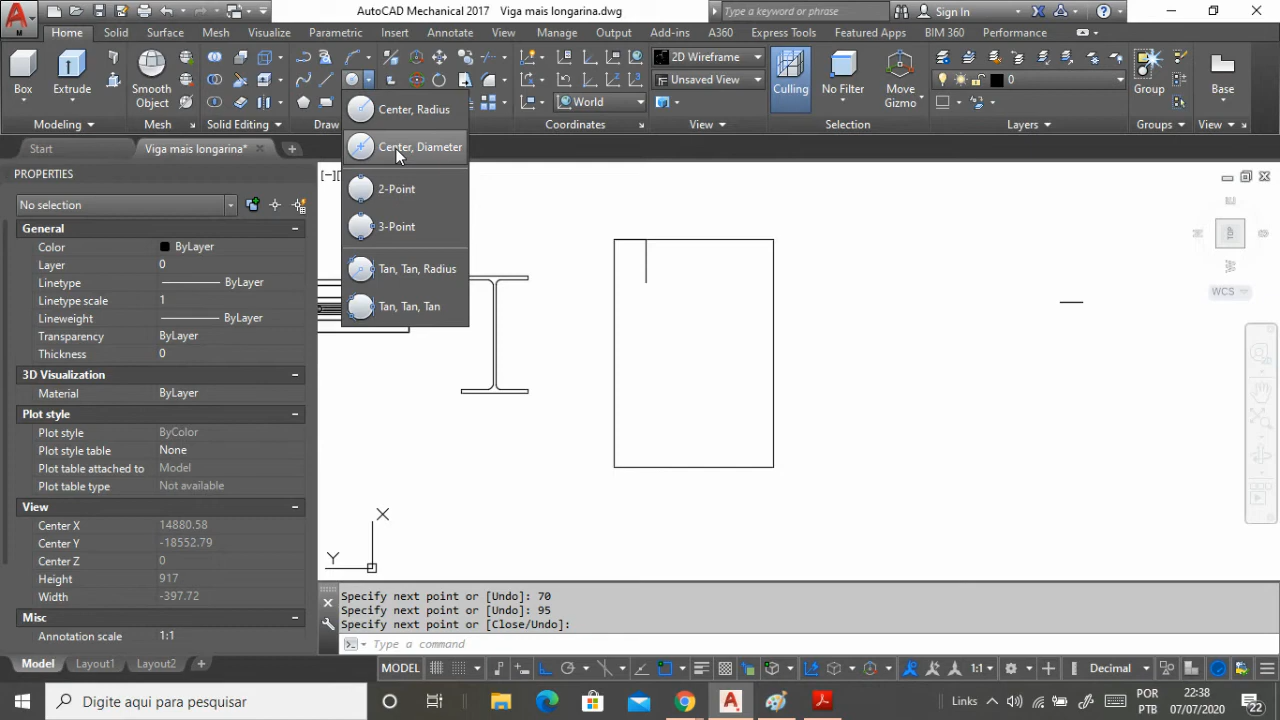 AutoCAD Mechanical 2017 Viga mais longarina.dwg
Type a keyword or phrase
Sign In
M
Home Solid Surface Mesh Visualize Parametric Insert Annotate View Manage Output Add-ins A360 Express Tools Featured Apps BIM 360 Performance
Box
Extrude
Smooth
Object
2D Wireframe
Unsaved View
World
Culling
No Filter
Move
Gizmo
0
Group
Base
Modeling
Mesh
Solid Editing
Draw
Coordinates
View
Selection
Layers
Groups
View
Center, Radius
Center, Diameter
2-Point
3-Point
Tan, Tan, Radius
Tan, Tan, Tan
Start
Viga mais longarina*
PROPERTIES
No selection
General
Color ByLayer
Layer 0
Linetype ByLayer
Linetype scale 1
Lineweight ByLayer
Transparency ByLayer
Thickness 0
3D Visualization
Material ByLayer
Plot style
Plot style ByColor
Plot style table None
Plot table attached to Model
Plot table type Not available
View
Center X 14880.58
Center Y -18552.79
Center Z 0
Height 917
Width -397.72
Misc
Annotation scale 1:1
[−]
TOP
WCS
X
Y
Specify next point or [Undo]: 70
Specify next point or [Undo]: 95
Specify next point or [Close/Undo]:
Type a command
Model Layout1 Layout2 +
MODEL
1:1
Decimal
Digite aqui para pesquisar
Links
POR
PTB
22:38
07/07/2020
22